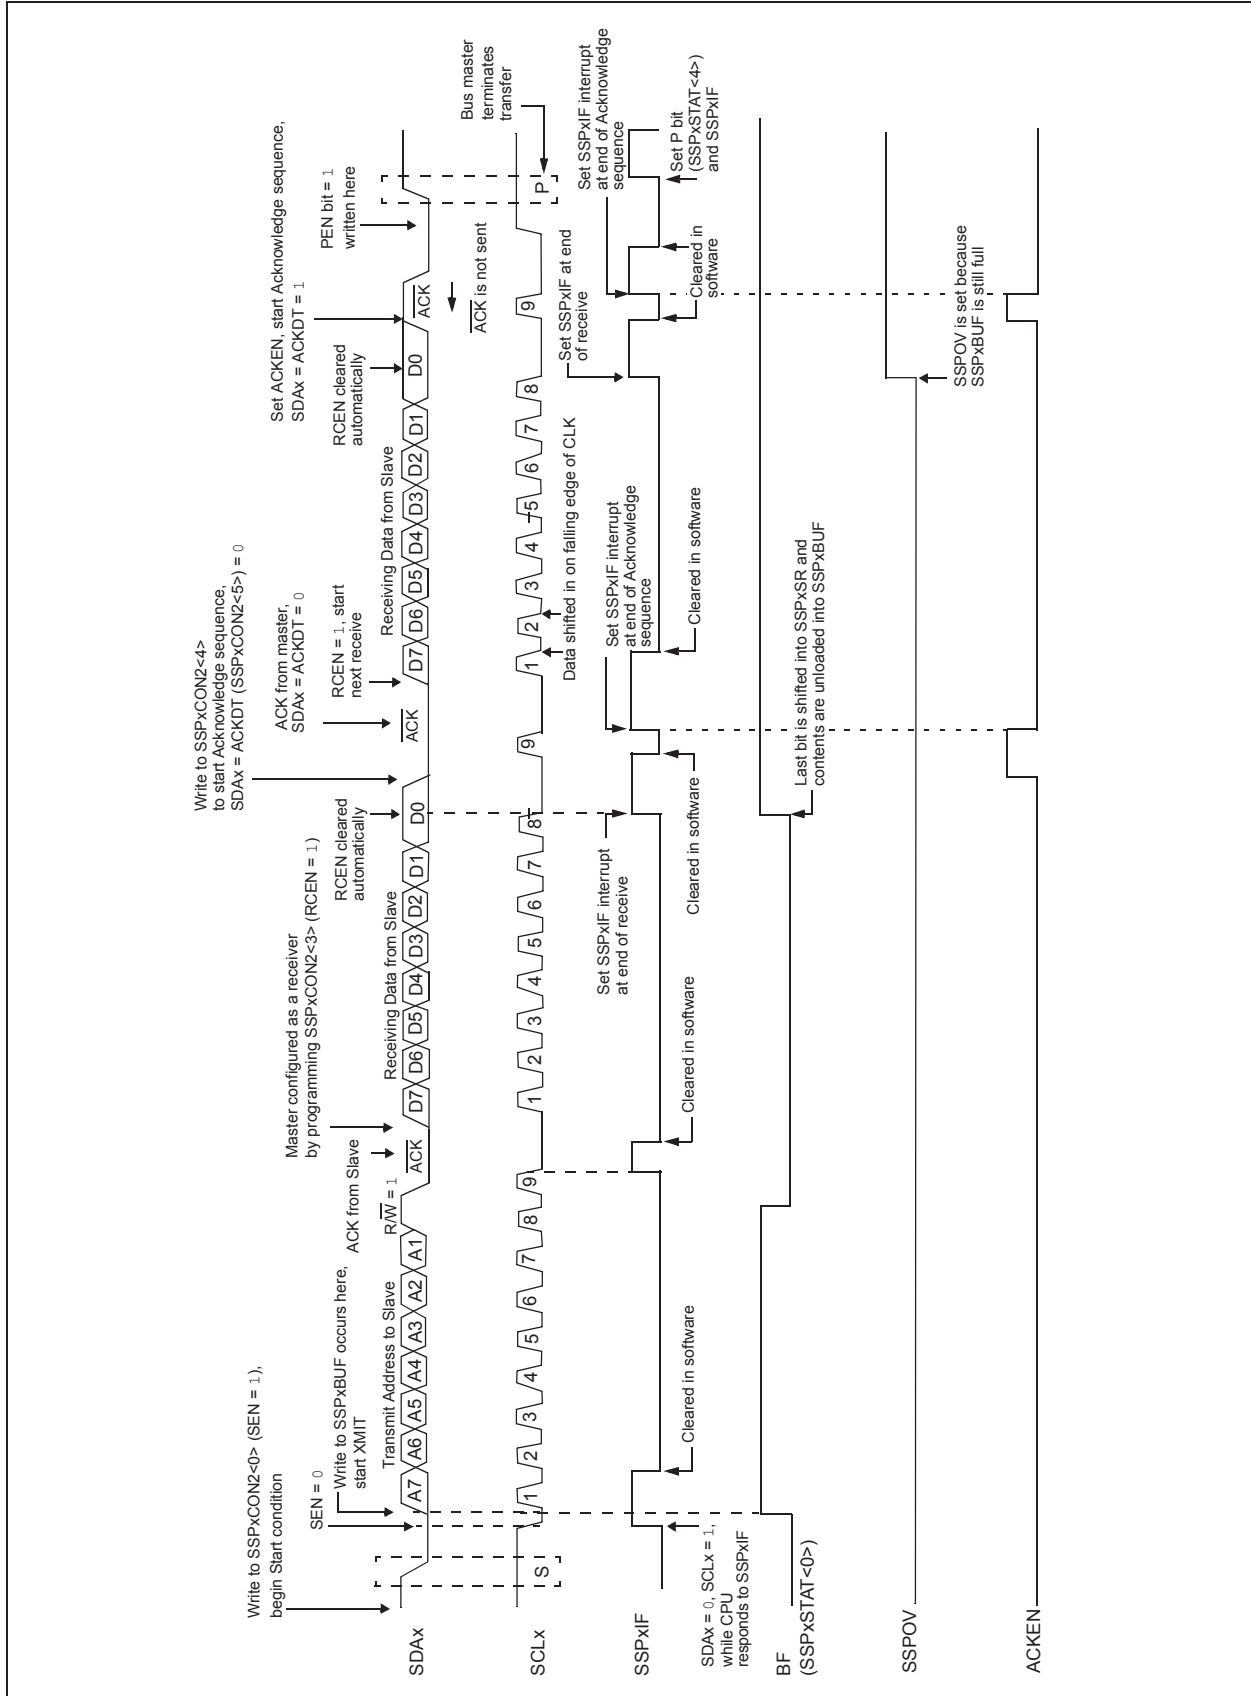 Write to SSPxCON2<0> (SEN = 1),
begin Start condition
SEN = 0
Write to SSPxBUF occurs here,
start XMIT
ACK from Slave
Master configured as a receiver
by programming SSPxCON2<3> (RCEN = 1)
RCEN cleared
automatically
Write to SSPxCON2<4>
to start Acknowledge sequence,
SDAx = ACKDT (SSPxCON2<5>) = 0
ACK from master,
SDAx = ACKDT = 0
RCEN = 1, start
next receive
Set ACKEN, start Acknowledge sequence,
SDAx = ACKDT = 1
RCEN cleared
automatically
PEN bit = 1
written here
Transmit Address to Slave
R/W = 1
Receiving Data from Slave
Receiving Data from Slave
SDAx
A7 A6 A5 A4 A3 A2 A1
ACK
D7 D6 D5 D4 D3 D2 D1 D0
ACK
D7 D6 D5 D4 D3 D2 D1 D0
ACK
ACK is not sent
Bus master
terminates
transfer
SCLx
S
1 2 3 4 5 6 7 8 9
1 2 3 4 5 6 7 8
9
1 2 3 4 5 6 7 8
9
P
Data shifted in on falling edge of CLK
Set SSPxIF interrupt
at end of receive
Set SSPxIF interrupt
at end of Acknowledge
sequence
Set SSPxIF at end
of receive
Set SSPxIF interrupt
at end of Acknowledge
sequence
SSPxIF
SDAx = 0, SCLx = 1,
while CPU
responds to SSPxIF
Cleared in software
Cleared in software
Cleared in software
Cleared in software
Cleared in
software
Set P bit
(SSPxSTAT<4>)
and SSPxIF
BF
(SSPxSTAT<0>)
Last bit is shifted into SSPxSR and
contents are unloaded into SSPxBUF
SSPOV
SSPOV is set because
SSPxBUF is still full
ACKEN